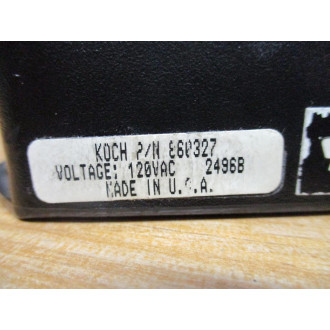 KOCH P/N 860327
VOLTAGE: 120VAC 2496B
MADE IN U.S.A.